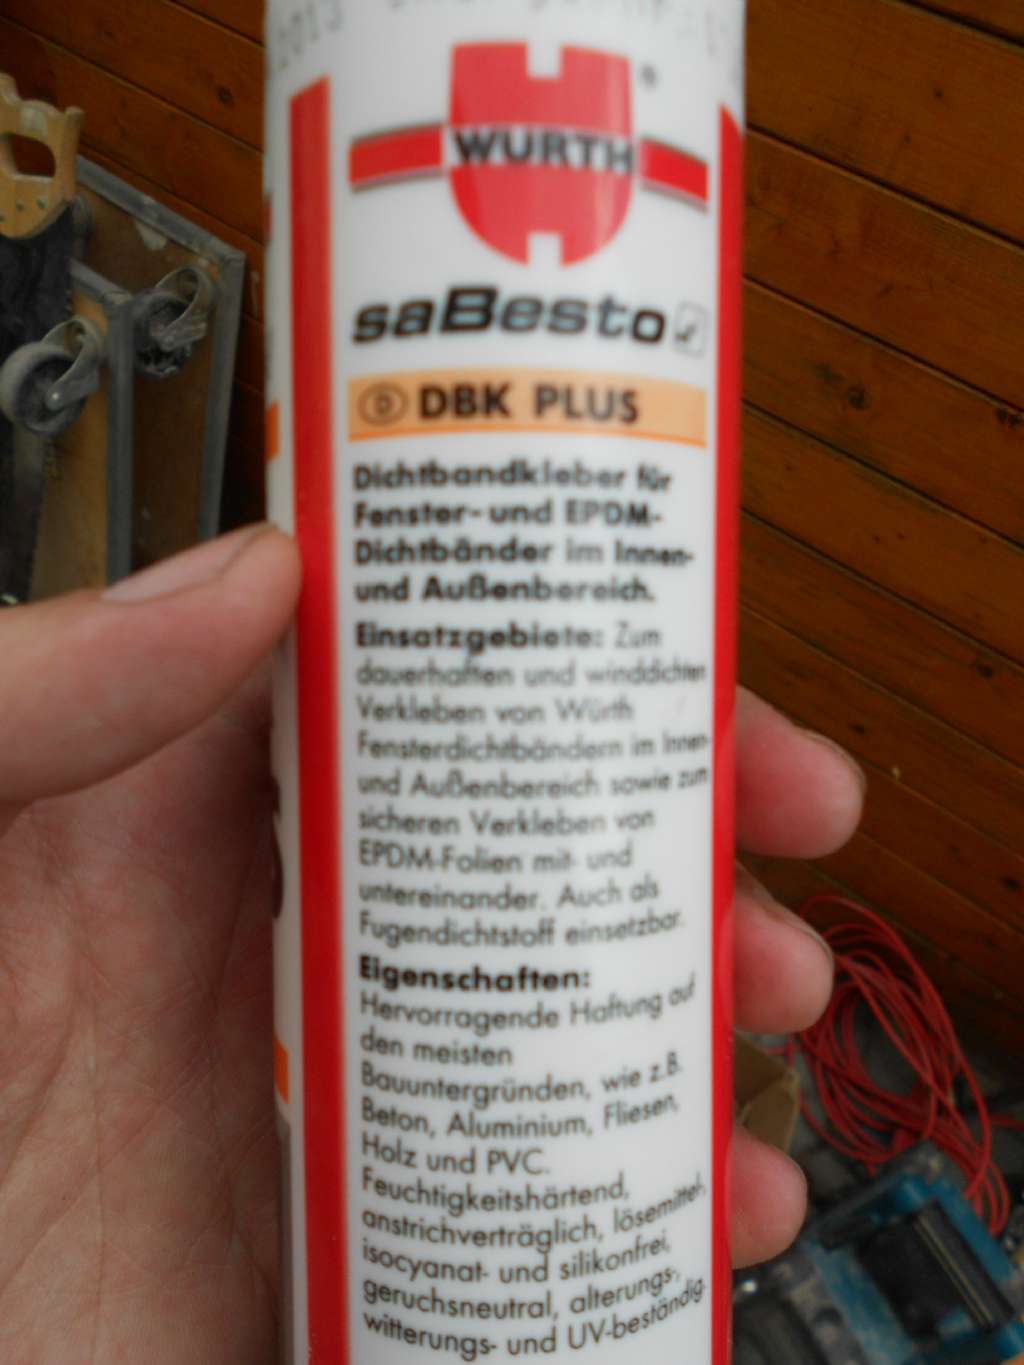 2013
WURTH
saBesto
D DBK PLUS
Dichtbandkleber für
Fenster- und EPDM-
Dichtbänder im Innen-
und Außenbereich.
Einsatzgebiete: Zum
dauerhaften und winddichten
Verkleben von Würth
Fensterdichtbändern im Innen-
und Außenbereich sowie zum
sicheren Verkleben von
EPDM-Folien mit- und
untereinander. Auch als
Fugendichtstoff einsetzbar.
Eigenschaften:
Hervorragende Haftung auf
den meisten
Bauuntergründen, wie z.B.
Beton, Aluminium, Fliesen,
Holz und PVC.
Feuchtigkeitshärtend,
anstrichverträglich, lösemittel-,
isocyanat- und silikonfrei,
geruchsneutral, alterungs-,
witterungs- und UV-beständig.